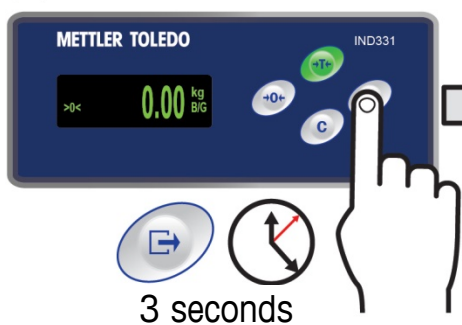 METTLER TOLEDO
IND331
→T←
>0< 0.00 kg
B/G
→0←
C
3 seconds